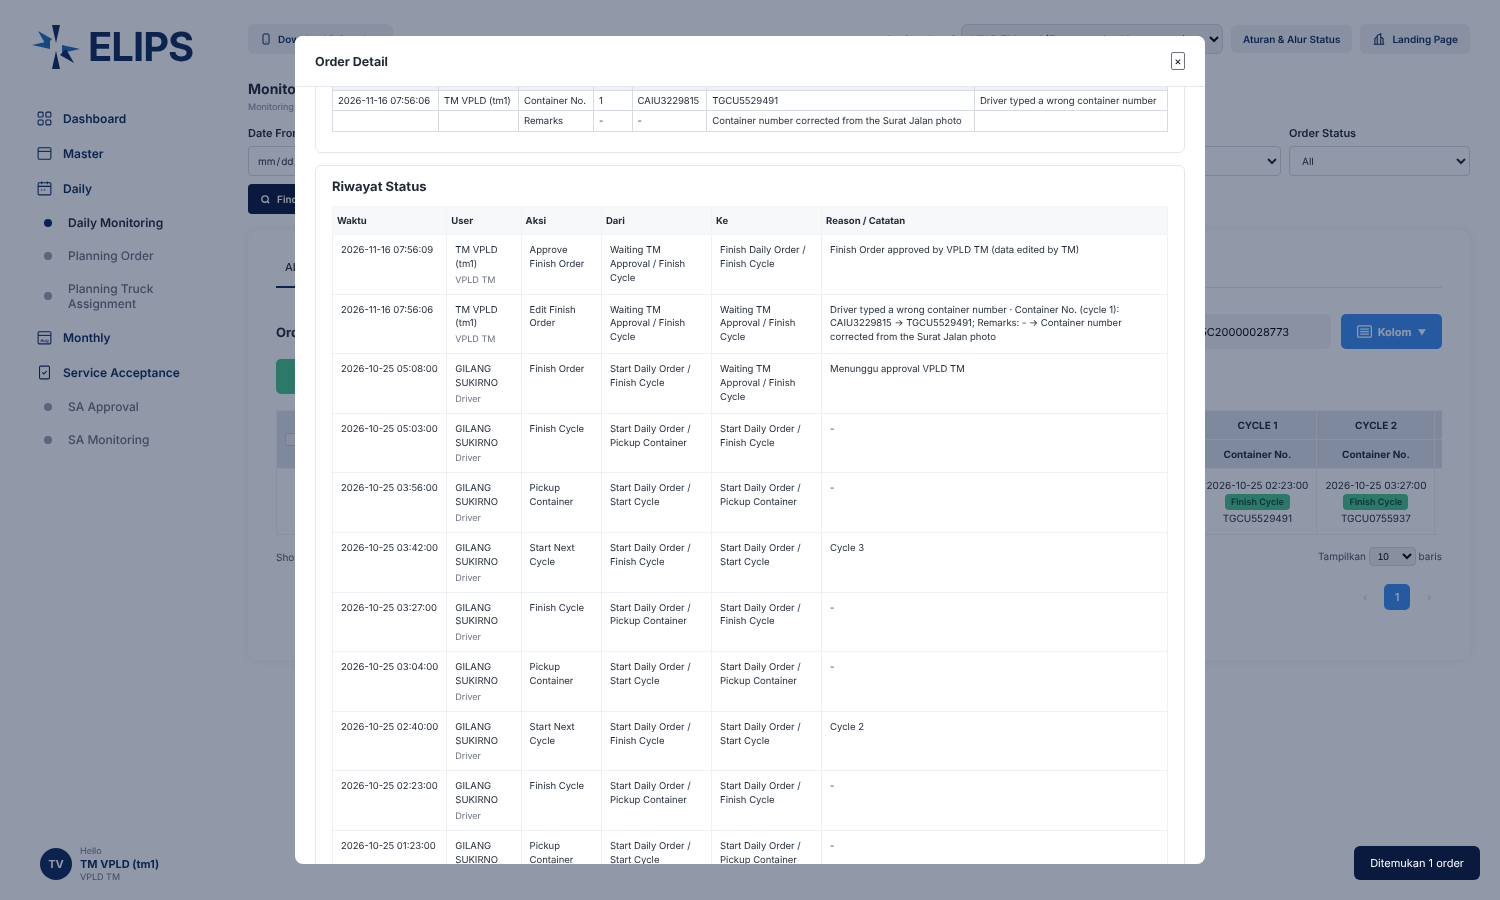 ELIPS
Aturan & Alur Status
Landing Page
Order Detail
×
Dashboard
Master
Daily
Daily Monitoring
Planning Order
Planning Truck
Assignment
Monthly
Service Acceptance
SA Approval
SA Monitoring
Hello
TV
TM VPLD (tm1)
VPLD TM
Date From
mm/dd
Order Status
All
2026-11-16 07:56:06 TM VPLD (tm1) Container No. 1 CAIU3229815 TGCU5529491 Driver typed a wrong container number
Remarks - - Container number corrected from the Surat Jalan photo
Riwayat Status
Waktu User Aksi Dari Ke Reason / Catatan
2026-11-16 07:56:09 TM VPLD Approve Waiting TM Finish Daily Order / Finish Order approved by VPLD TM (data edited by TM)
(tm1) Finish Order Approval / Finish Finish Cycle
VPLD TM Cycle
2026-11-16 07:56:06 TM VPLD Edit Finish Waiting TM Waiting TM Driver typed a wrong container number · Container No. (cycle 1):
(tm1) Order Approval / Finish Approval / Finish CAIU3229815 → TGCU5529491; Remarks: - → Container number
VPLD TM Cycle Cycle corrected from the Surat Jalan photo
2026-10-25 05:08:00 GILANG Finish Order Start Daily Order / Waiting TM Menunggu approval VPLD TM
SUKIRNO Finish Cycle Approval / Finish
Driver Cycle
2026-10-25 05:03:00 GILANG Finish Cycle Start Daily Order / Start Daily Order / -
SUKIRNO Pickup Container Finish Cycle
Driver
2026-10-25 03:56:00 GILANG Pickup Start Daily Order / Start Daily Order / -
SUKIRNO Container Start Cycle Pickup Container
Driver
2026-10-25 03:42:00 GILANG Start Next Start Daily Order / Start Daily Order / Cycle 3
SUKIRNO Cycle Finish Cycle Start Cycle
Driver
2026-10-25 03:27:00 GILANG Finish Cycle Start Daily Order / Start Daily Order / -
SUKIRNO Pickup Container Finish Cycle
Driver
2026-10-25 03:04:00 GILANG Pickup Start Daily Order / Start Daily Order / -
SUKIRNO Container Start Cycle Pickup Container
Driver
2026-10-25 02:40:00 GILANG Start Next Start Daily Order / Start Daily Order / Cycle 2
SUKIRNO Cycle Finish Cycle Start Cycle
Driver
2026-10-25 02:23:00 GILANG Finish Cycle Start Daily Order / Start Daily Order / -
SUKIRNO Pickup Container Finish Cycle
Driver
2026-10-25 01:23:00 GILANG Pickup Start Daily Order / Start Daily Order / -
SUKIRNO Container Start Cycle Pickup Container
C20000028773
Kolom ▼
CYCLE 1 CYCLE 2
Container No. Container No.
2026-10-25 02:23:00 2026-10-25 03:27:00
Finish Cycle Finish Cycle
TGCU5529491 TGCU0755937
Tampilkan 10 baris
‹ 1 ›
Ditemukan 1 order